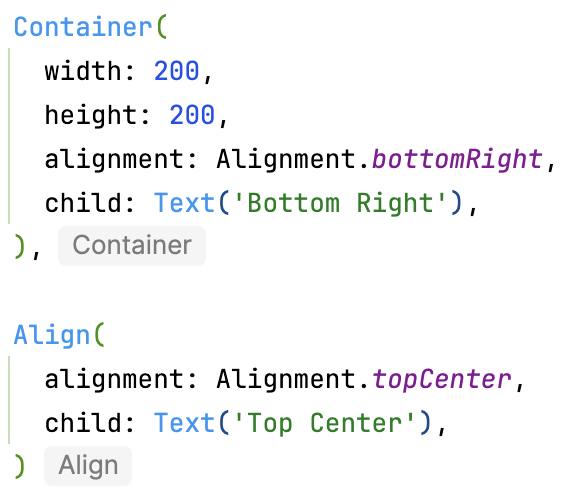 Container(
  width: 200,
  height: 200,
  alignment: Alignment.bottomRight,
  child: Text('Bottom Right'),
), Container
Align(
  alignment: Alignment.topCenter,
  child: Text('Top Center'),
) Align